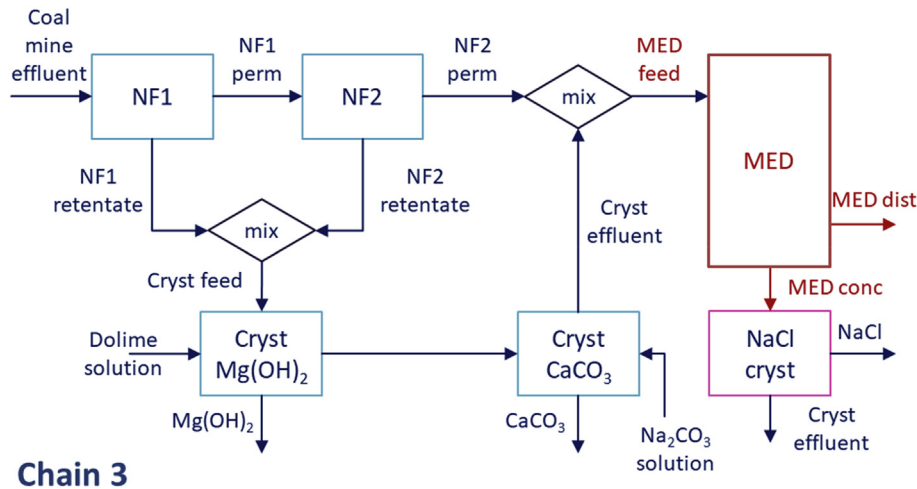 Coal
mine
effluent
NF1
perm
NF2
perm
MED
feed
NF1
NF2
mix
MED
NF1
retentate
NF2
retentate
mix
Cryst
effluent
MED dist
Cryst feed
MED conc
Dolime
solution
Cryst
Mg(OH)₂
Cryst
CaCO₃
NaCl
cryst
NaCl
Mg(OH)₂
CaCO₃
Na₂CO₃
solution
Cryst
effluent
Chain 3